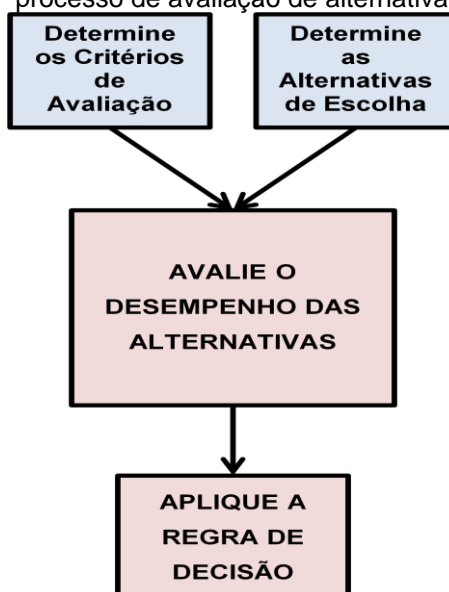 processo de avaliação de alternativa
Determine
os Critérios
de
Avaliação
Determine
as
Alternativas
de Escolha
AVALIE O
DESEMPENHO DAS
ALTERNATIVAS
APLIQUE A
REGRA DE
DECISÃO